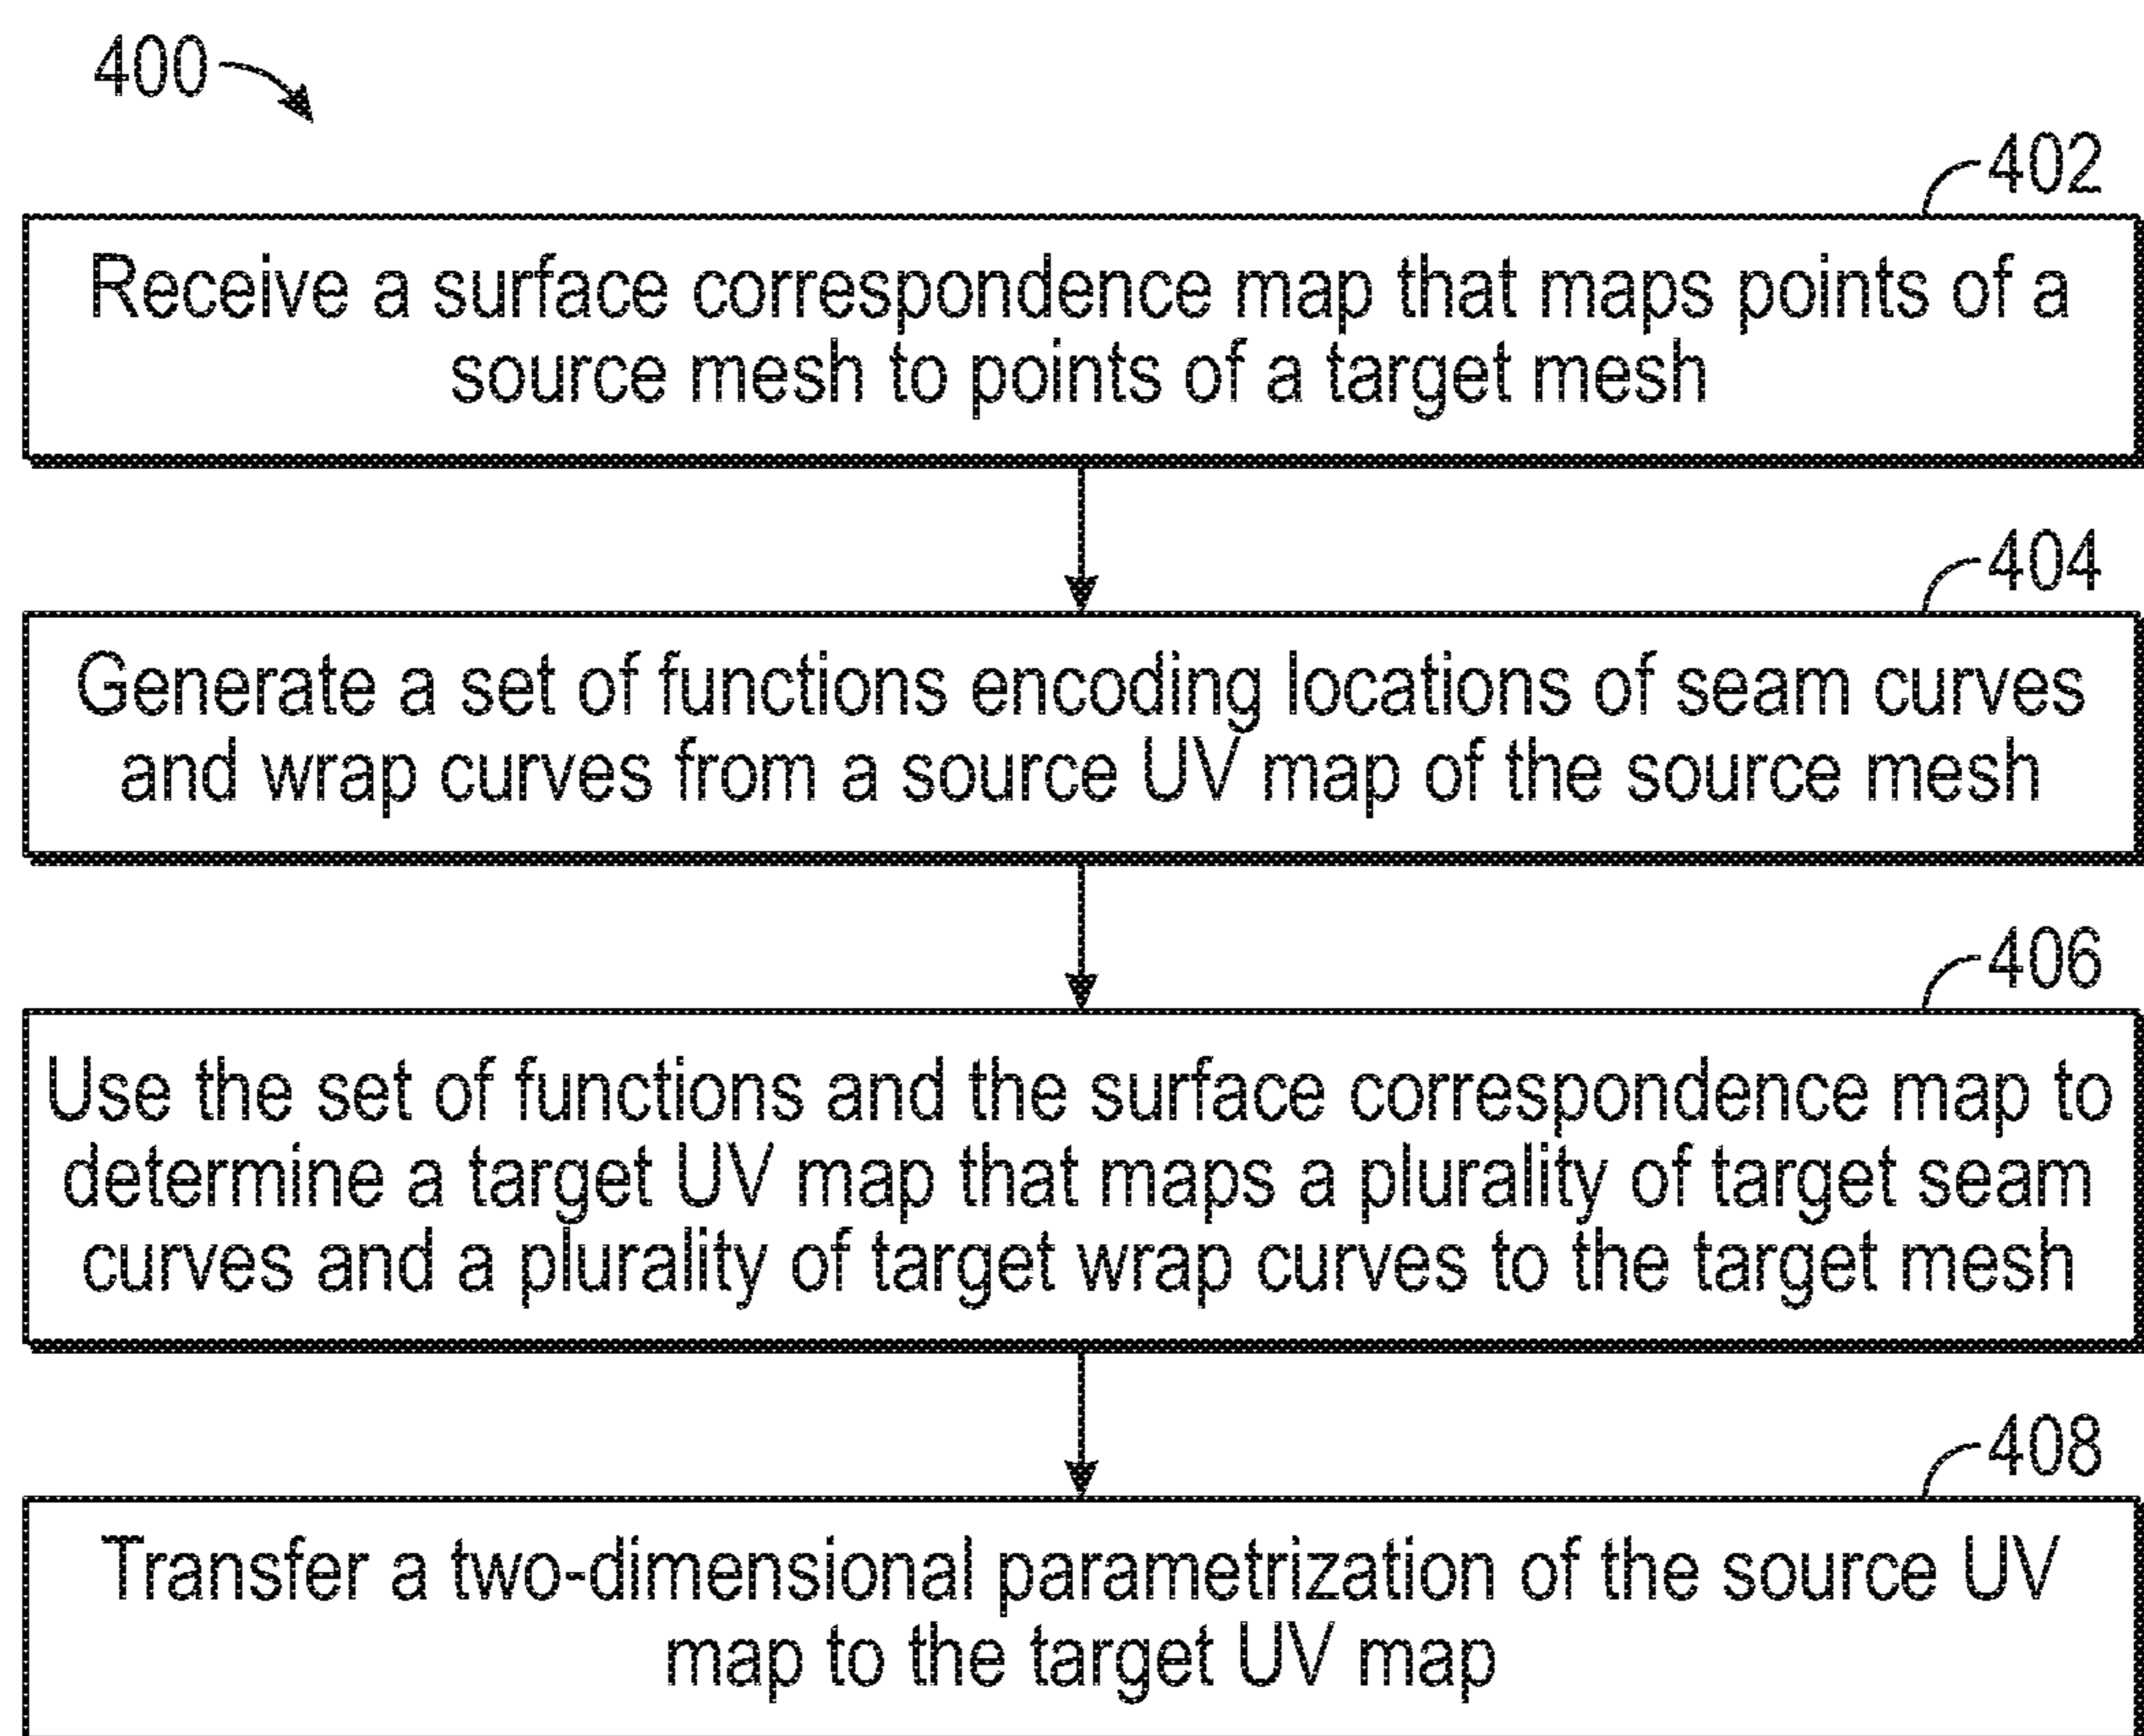 400
402
Receive a surface correspondence map that maps points of a
source mesh to points of a target mesh
404
Generate a set of functions encoding locations of seam curves
and wrap curves from a source UV map of the source mesh
406
Use the set of functions and the surface correspondence map to
determine a target UV map that maps a plurality of target seam
curves and a plurality of target wrap curves to the target mesh
408
Transfer a two-dimensional parametrization of the source UV
map to the target UV map